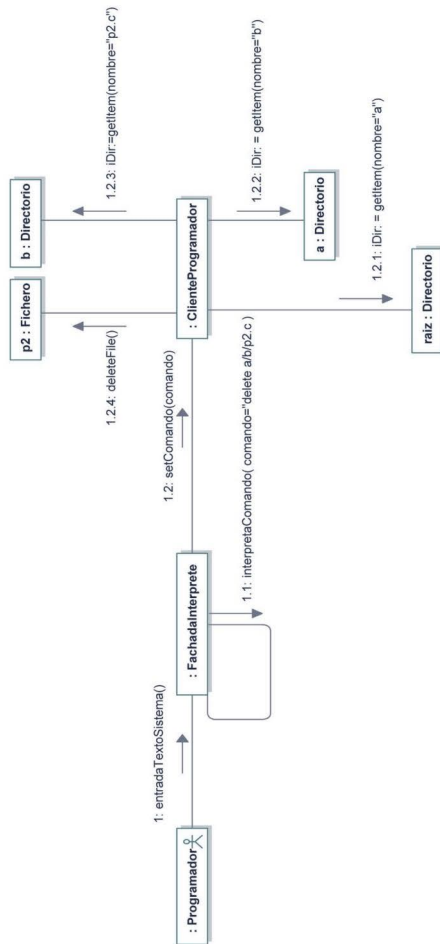 : Programador
1: entradaTextoSistema()
: FachadaInterprete
1.1: interpretaComando( comando="delete a/b/p2.c )
1.2: setComando(comando)
: ClienteProgramador
p2 : Fichero
1.2.4: deleteFile()
b : Directorio
1.2.3: iDir:=getItem(nombre="p2.c")
1.2.2: iDir: = getItem(nombre="b")
a : Directorio
1.2.1: iDir: = getItem(nombre="a")
raiz : Directorio